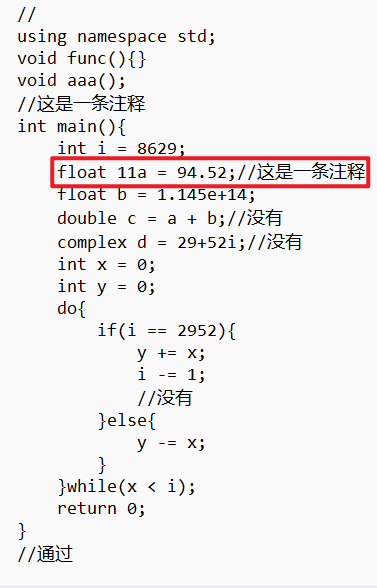 //
using namespace std;
void func(){}
void aaa();
//这是一条注释
int main(){
    int i = 8629;
    float 11a = 94.52;//这是一条注释
    float b = 1.145e+14;
    double c = a + b;//没有
    complex d = 29+52i;//没有
    int x = 0;
    int y = 0;
    do{
        if(i == 2952){
            y += x;
            i -= 1;
            //没有
        }else{
            y -= x;
        }
    }while(x < i);
    return 0;
}
//通过